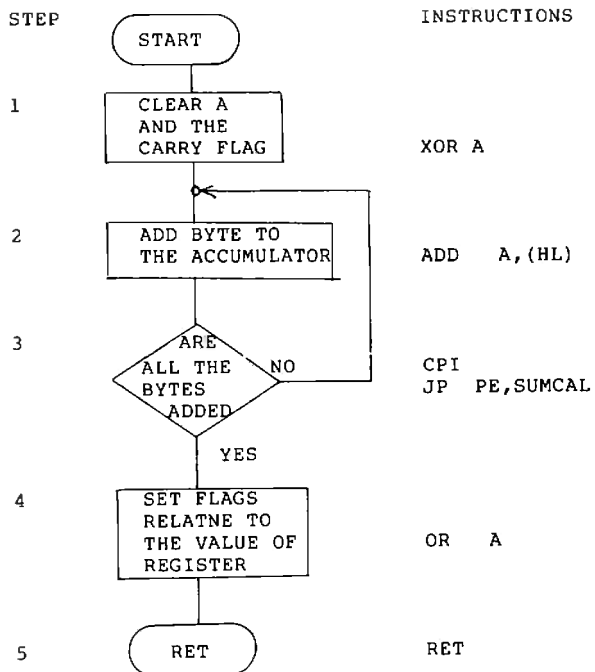 STEP INSTRUCTIONS
START
1
CLEAR A
AND THE
CARRY FLAG
XOR A
2
ADD BYTE TO
THE ACCUMULATOR
ADD A,(HL)
3
ARE
ALL THE
BYTES
ADDED
NO
CPI
JP PE,SUMCAL
YES
4
SET FLAGS
RELATNE TO
THE VALUE OF
REGISTER
OR A
5
RET
RET